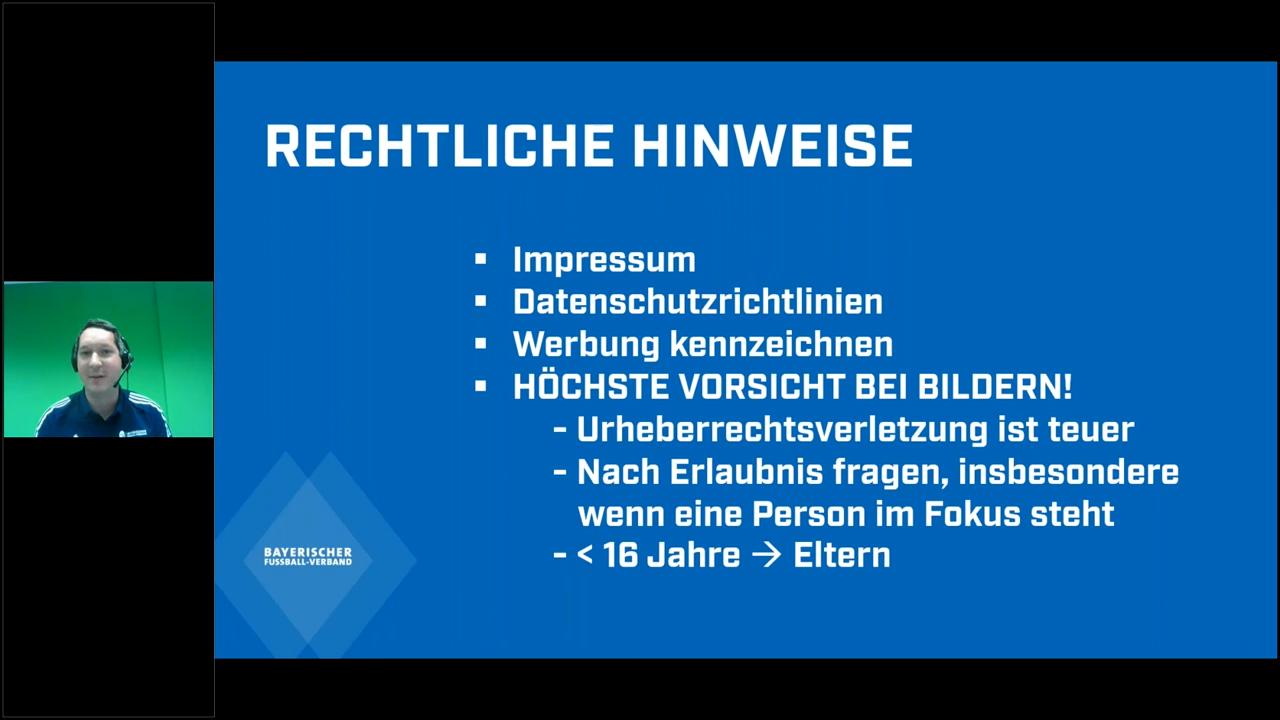 RECHTLICHE HINWEISE
▪ Impressum
▪ Datenschutzrichtlinien
▪ Werbung kennzeichnen
▪ HÖCHSTE VORSICHT BEI BILDERN!
- Urheberrechtsverletzung ist teuer
- Nach Erlaubnis fragen, insbesondere
wenn eine Person im Fokus steht
- < 16 Jahre → Eltern
BAYERISCHER
FUSSBALL-VERBAND